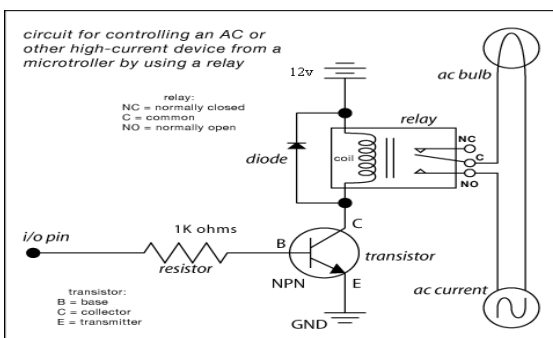 circuit for controlling an AC or
other high-current device from a
microtroller by using a relay
12v
ac bulb
relay:
NC = normally closed
C = common
NO = normally open
relay
NC
C
NO
diode
coil
C
1K ohms
i/o pin
B
transistor
resistor
NPN
E
ac current
transistor:
B = base
C = collector
E = transmitter
GND